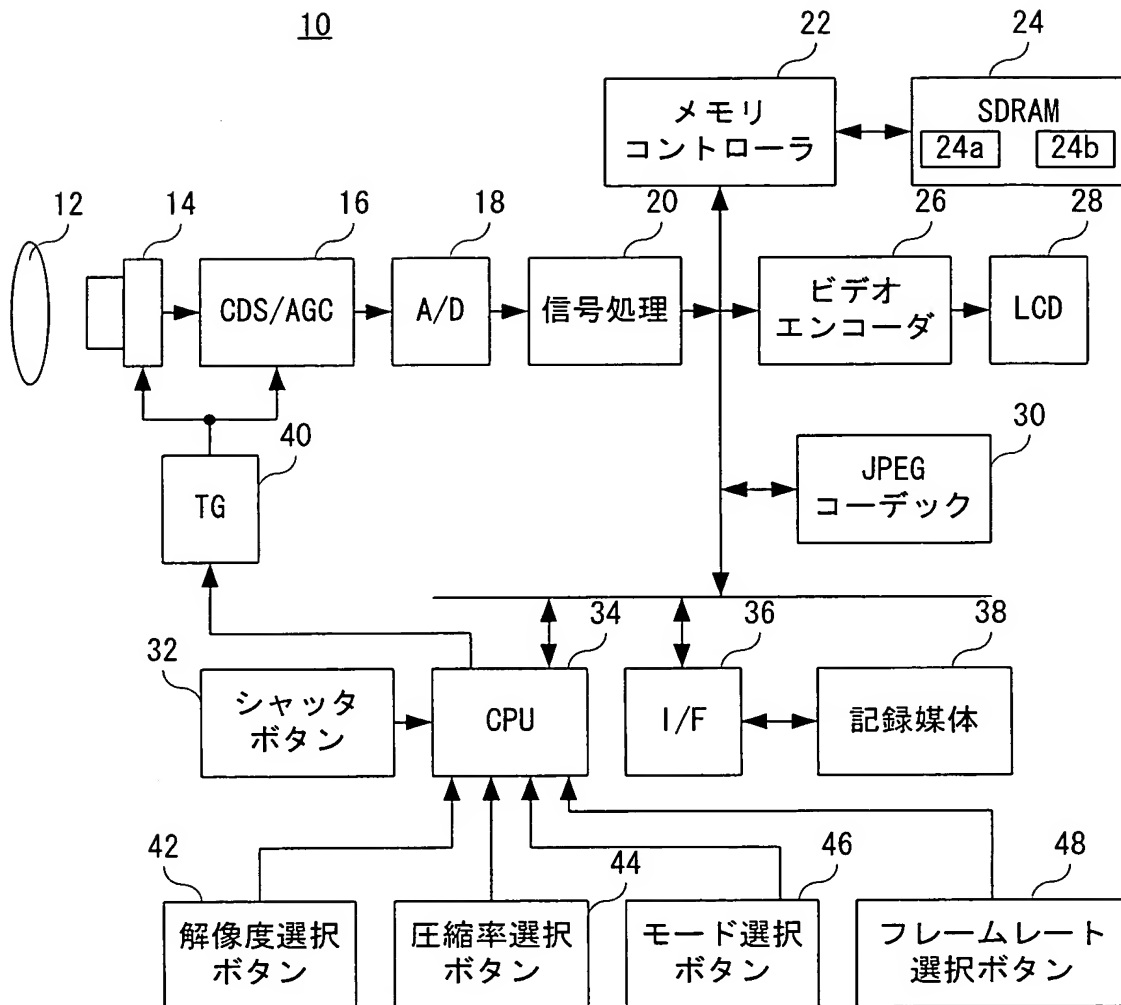 10
22
24
メモリ
コントローラ
SDRAM
24a
24b
12
14
16
18
20
26
28
CDS/AGC
A/D
信号処理
ビデオ
エンコーダ
LCD
40
30
TG
JPEG
コーデック
32
34
36
38
シャッタ
ボタン
CPU
I/F
記録媒体
42
44
46
48
解像度選択
ボタン
圧縮率選択
ボタン
モード選択
ボタン
フレームレート
選択ボタン